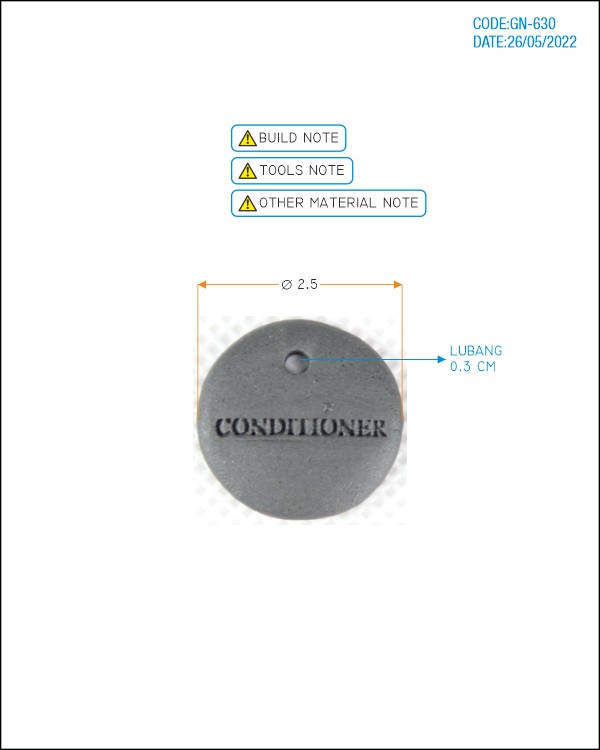 CODE:GN-630
DATE:26/05/2022
BUILD NOTE
TOOLS NOTE
OTHER MATERIAL NOTE
Ø 2.5
LUBANG
0.3 CM
CONDITIONER